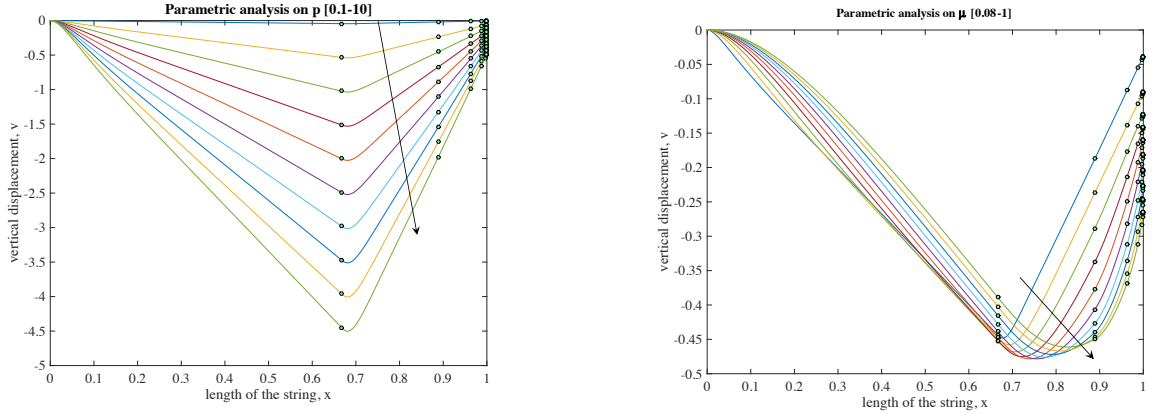 Parametric analysis on p [0.1-10]
0
-0.5
-1
-1.5
-2
-2.5
-3
-3.5
-4
-4.5
-5
vertical displacement, v
0 0.1 0.2 0.3 0.4 0.5 0.6 0.7 0.8 0.9 1
length of the string, x
Parametric analysis on μ [0.08-1]
0
-0.05
-0.1
-0.15
-0.2
-0.25
-0.3
-0.35
-0.4
-0.45
-0.5
vertical displacement, v
0 0.1 0.2 0.3 0.4 0.5 0.6 0.7 0.8 0.9 1
length of the string, x